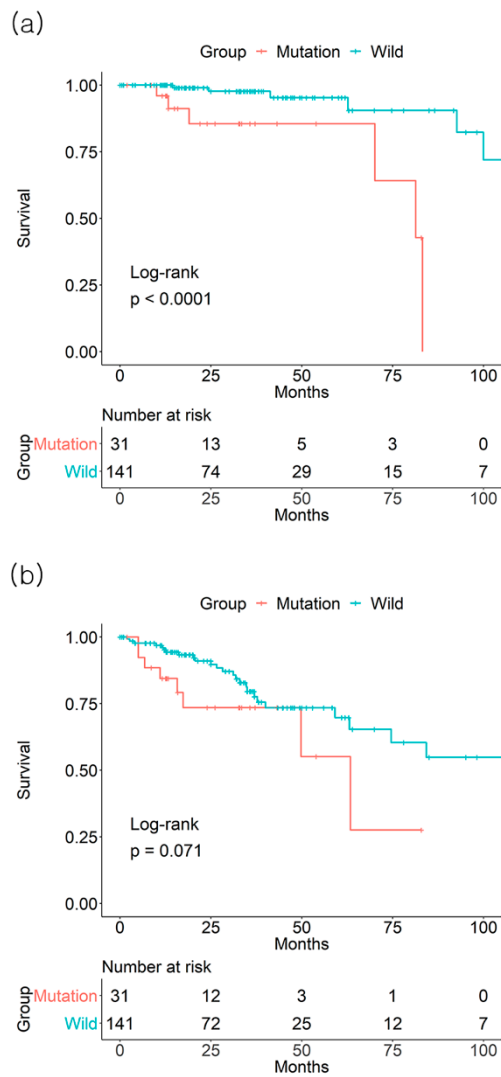 (a)
Group Mutation Wild
1.00
0.75
0.50
0.25
0.00
Survival
Log-rank
p < 0.0001
0 25 50 75 100
Months
Number at risk
Group
Mutation 31 13 5 3 0
Wild 141 74 29 15 7
0 25 50 75 100
Months
(b)
Group Mutation Wild
1.00
0.75
0.50
0.25
0.00
Survival
Log-rank
p = 0.071
0 25 50 75 100
Months
Number at risk
Group
Mutation 31 12 3 1 0
Wild 141 72 25 12 7
0 25 50 75 100
Months